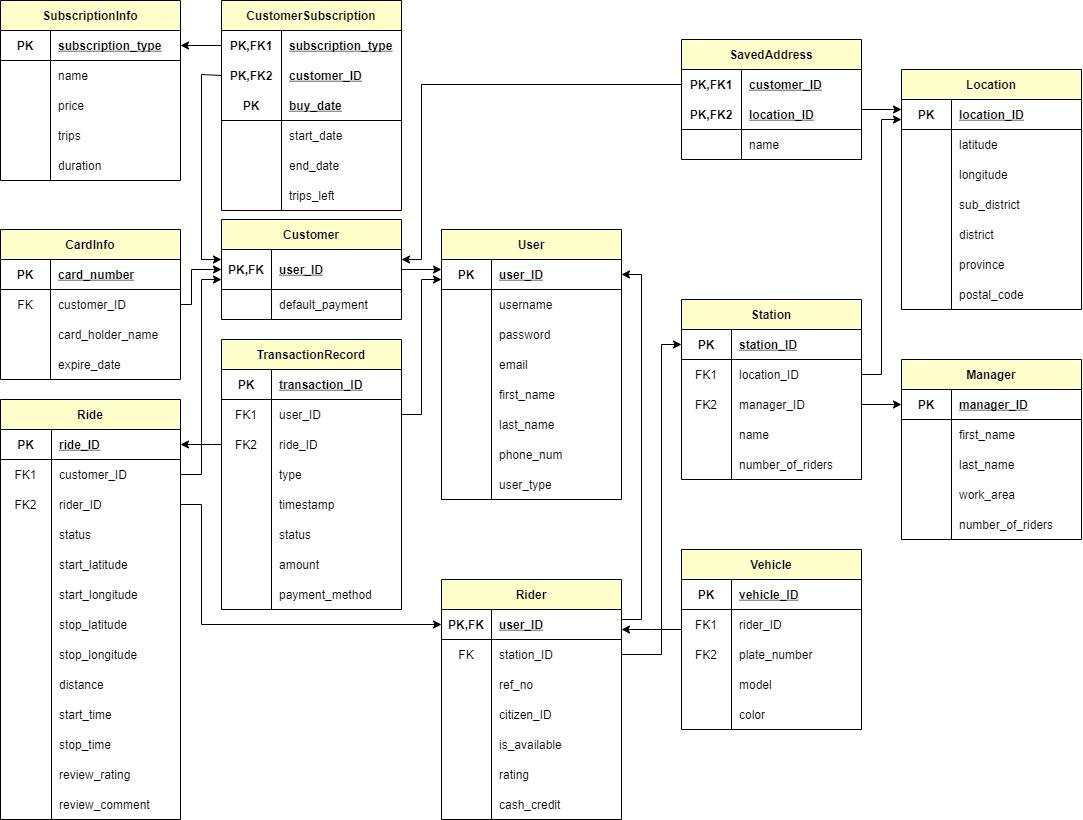 SubscriptionInfo
PK subscription_type
name
price
trips
duration
CustomerSubscription
PK,FK1 subscription_type
PK,FK2 customer_ID
PK buy_date
start_date
end_date
trips_left
SavedAddress
PK,FK1 customer_ID
PK,FK2 location_ID
name
Location
PK location_ID
latitude
longitude
sub_district
district
province
postal_code
CardInfo
PK card_number
FK customer_ID
card_holder_name
expire_date
Customer
PK,FK user_ID
default_payment
User
PK user_ID
username
password
email
first_name
last_name
phone_num
user_type
Station
PK station_ID
FK1 location_ID
FK2 manager_ID
name
number_of_riders
Manager
PK manager_ID
first_name
last_name
work_area
number_of_riders
TransactionRecord
PK transaction_ID
FK1 user_ID
FK2 ride_ID
type
timestamp
status
amount
payment_method
Ride
PK ride_ID
FK1 customer_ID
FK2 rider_ID
status
start_latitude
start_longitude
stop_latitude
stop_longitude
distance
start_time
stop_time
review_rating
review_comment
Rider
PK,FK user_ID
FK station_ID
ref_no
citizen_ID
is_available
rating
cash_credit
Vehicle
PK vehicle_ID
FK1 rider_ID
FK2 plate_number
model
color